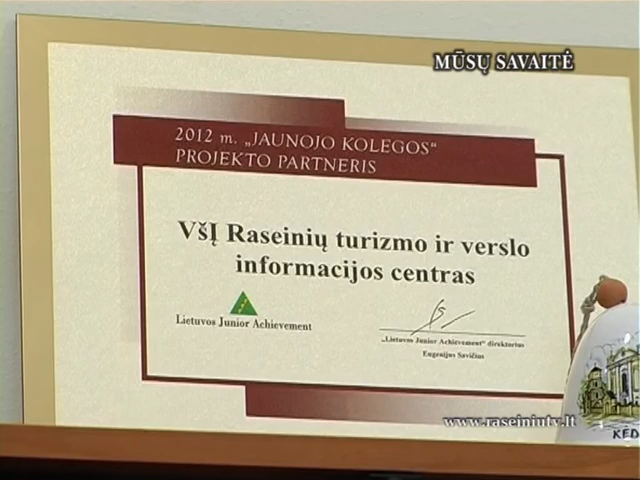 MŪSŲ SAVAITĖ
2012 m. „JAUNOJO KOLEGOS“
PROJEKTO PARTNERIS
VšĮ Raseinių turizmo ir verslo
informacijos centras
Lietuvos Junior Achievement
„Lietuvos Junior Achievement“ direktorius
Eugenijus Savičius
www.raseiniutv.lt
KĖD